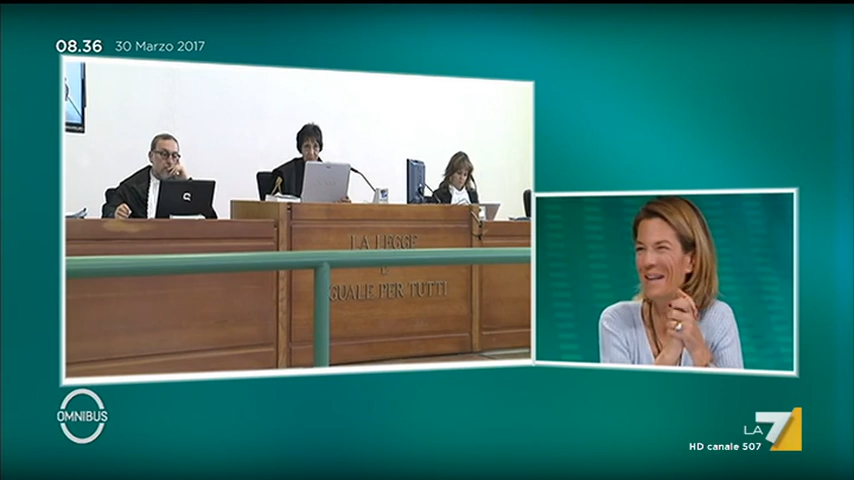 08.36 30 Marzo 2017
LA LEGGE
È
UGUALE PER TUTTI
OMNIBUS
LA7
HD canale 507